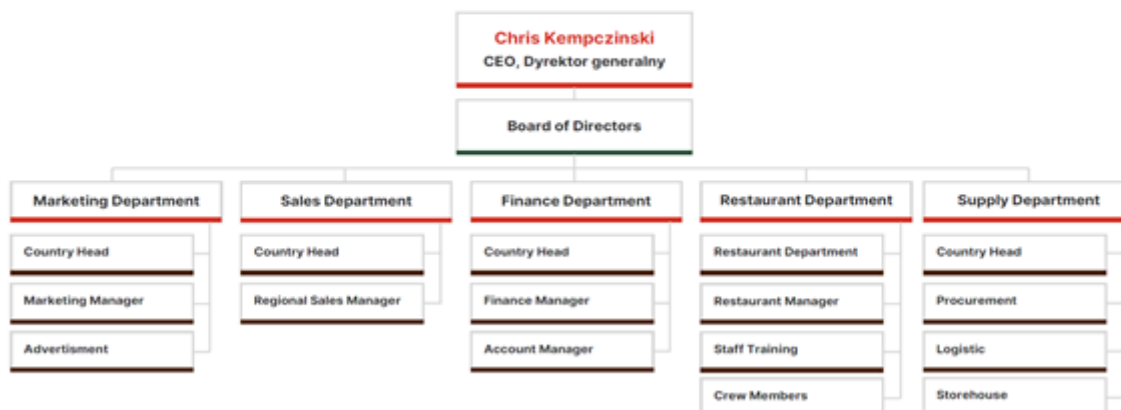 Chris Kempczinski
CEO, Dyrektor generalny
Board of Directors
Marketing Department
Sales Department
Finance Department
Restaurant Department
Supply Department
Country Head
Country Head
Country Head
Restaurant Department
Country Head
Marketing Manager
Regional Sales Manager
Finance Manager
Restaurant Manager
Procurement
Advertisment
Account Manager
Staff Training
Logistic
Crew Members
Storehouse